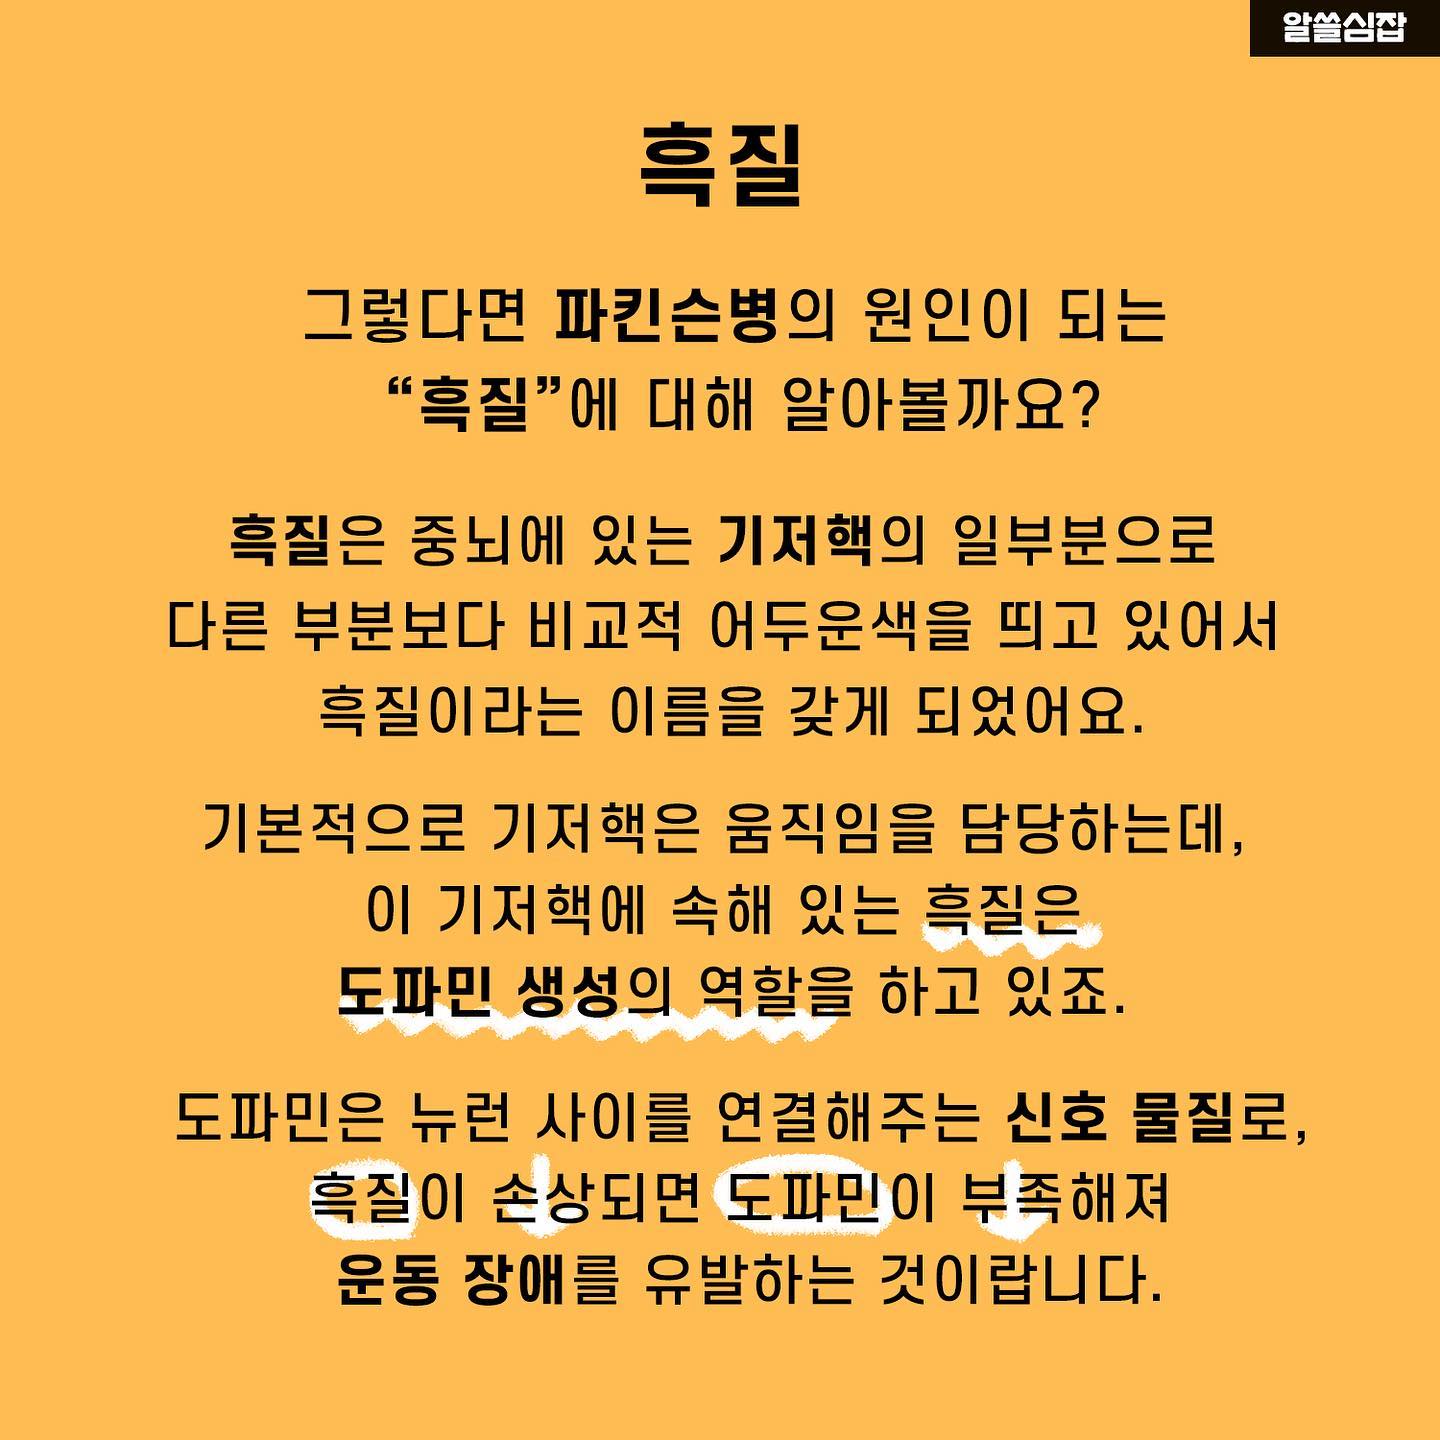 알쓸심잡
흑질
그렇다면 파킨슨병의 원인이 되는
“흑질”에 대해 알아볼까요?
흑질은 중뇌에 있는 기저핵의 일부분으로
다른 부분보다 비교적 어두운색을 띄고 있어서
흑질이라는 이름을 갖게 되었어요.
기본적으로 기저핵은 움직임을 담당하는데,
이 기저핵에 속해 있는 흑질은
도파민 생성의 역할을 하고 있죠.
도파민은 뉴런 사이를 연결해주는 신호 물질로,
흑질이 손상되면 도파민이 부족해져
운동 장애를 유발하는 것이랍니다.